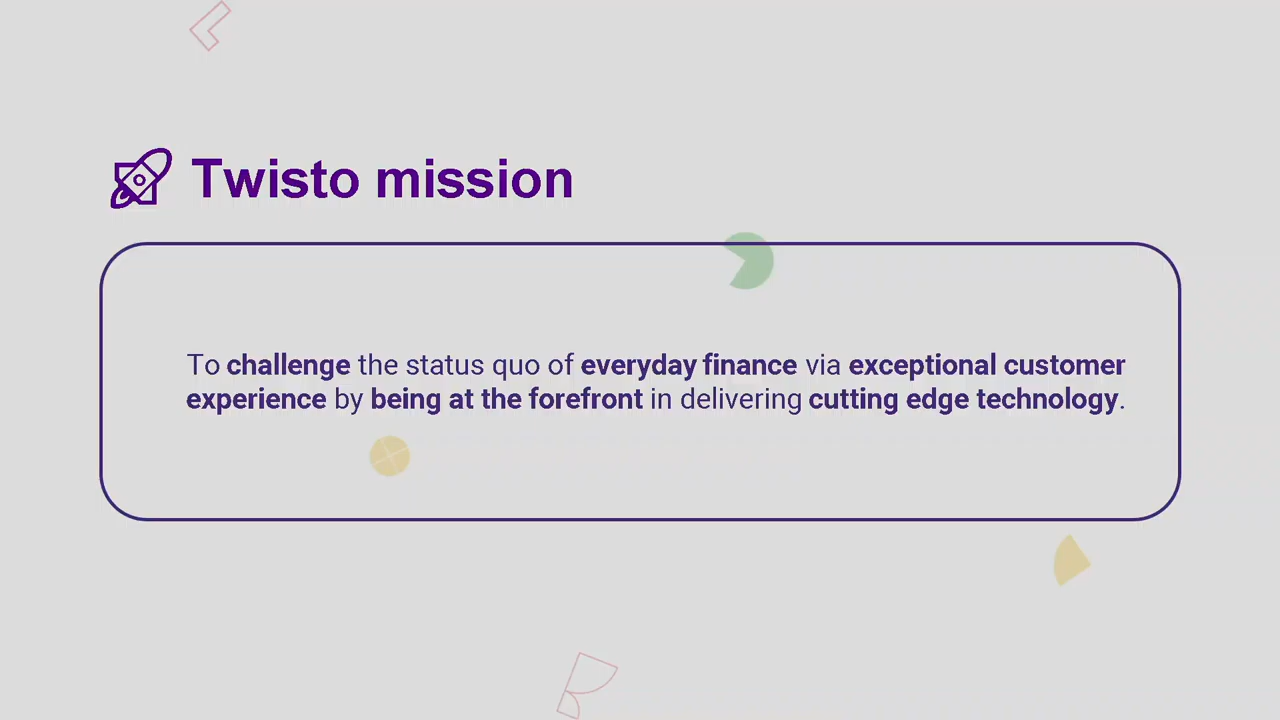 Twisto mission
To challenge the status quo of everyday finance via exceptional customer
experience by being at the forefront in delivering cutting edge technology.